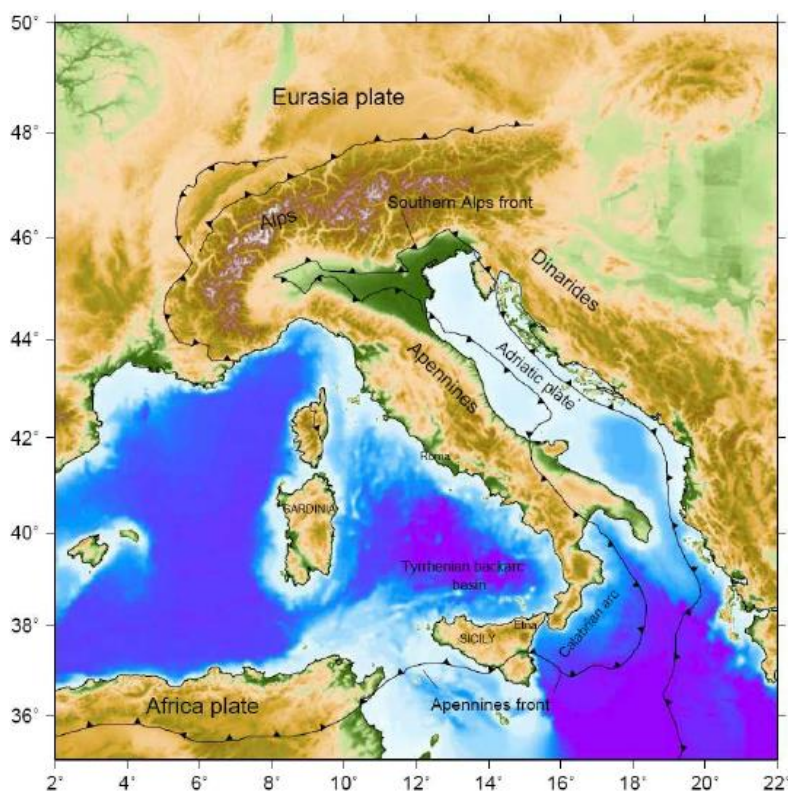 50°
Eurasia plate
48°
Southern Alps front
Alps
46°
Dinarides
44°
Apennines
Adriatic plate
42°
Roma
SARDINIA
40°
Tyrrhenian backarc
basin
38°
Etna
SICILY
Calabrian arc
Africa plate
Apennines front
36°
2° 4° 6° 8° 10° 12° 14° 16° 18° 20° 22°